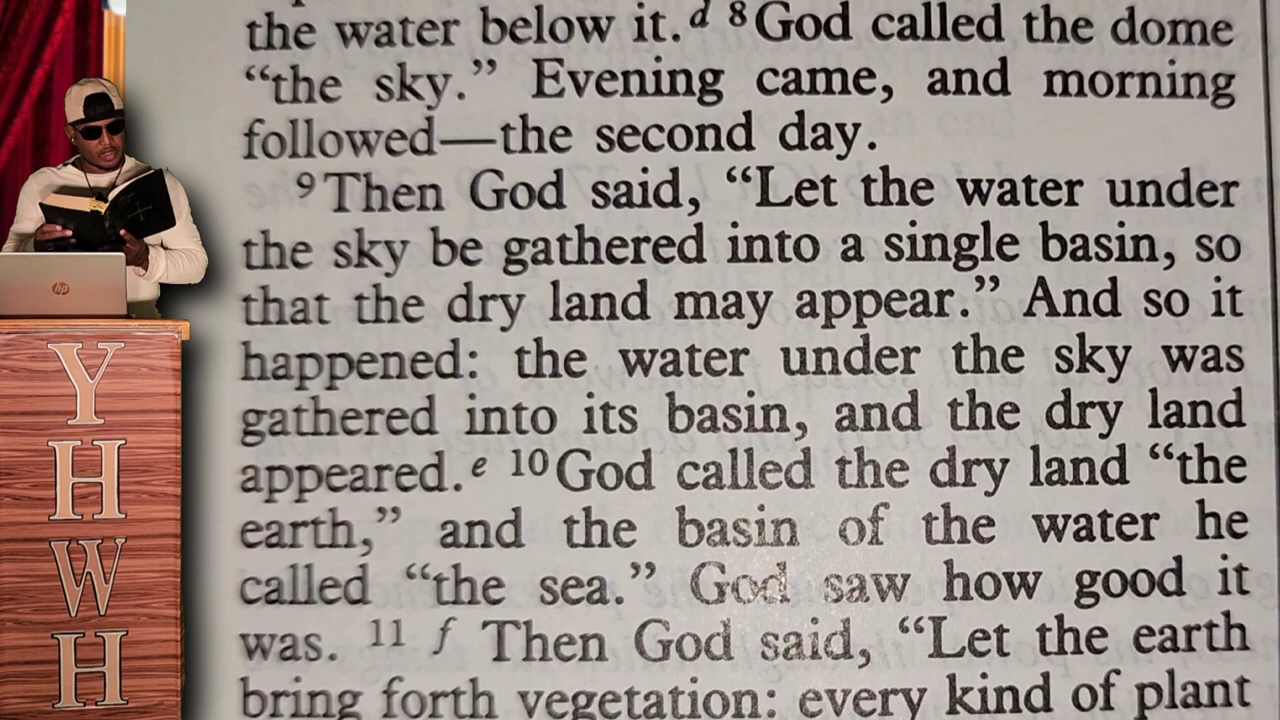 the water below it. d 8 God called the dome
“the sky.” Evening came, and morning
followed—the second day.
9 Then God said, “Let the water under
the sky be gathered into a single basin, so
that the dry land may appear.” And so it
happened: the water under the sky was
gathered into its basin, and the dry land
appeared. e 10 God called the dry land “the
earth,” and the basin of the water he
called “the sea.” God saw how good it
was. 11 f Then God said, “Let the earth
bring forth vegetation: every kind of plant
hp
Y
H
W
H